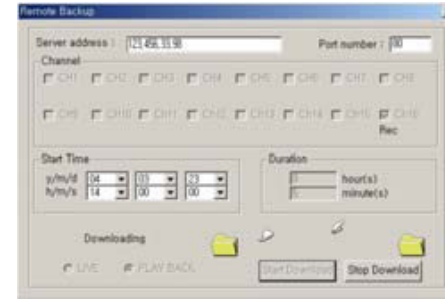 Remote Backup
Server address : 123,456,33,98 Port number : 80
Channel
CH1 CH2 CH3 CH4 CH5 CH6 CH7 CH8
CH9 CH10 CH11 CH12 CH13 CH14 CH15 CH16
Rec
Start Time
Duration
y/m/d 04 03 23
hour(s)
h/m/s 14 00 00
minute(s)
Downloading
LIVE PLAY BACK
Start Download Stop Download